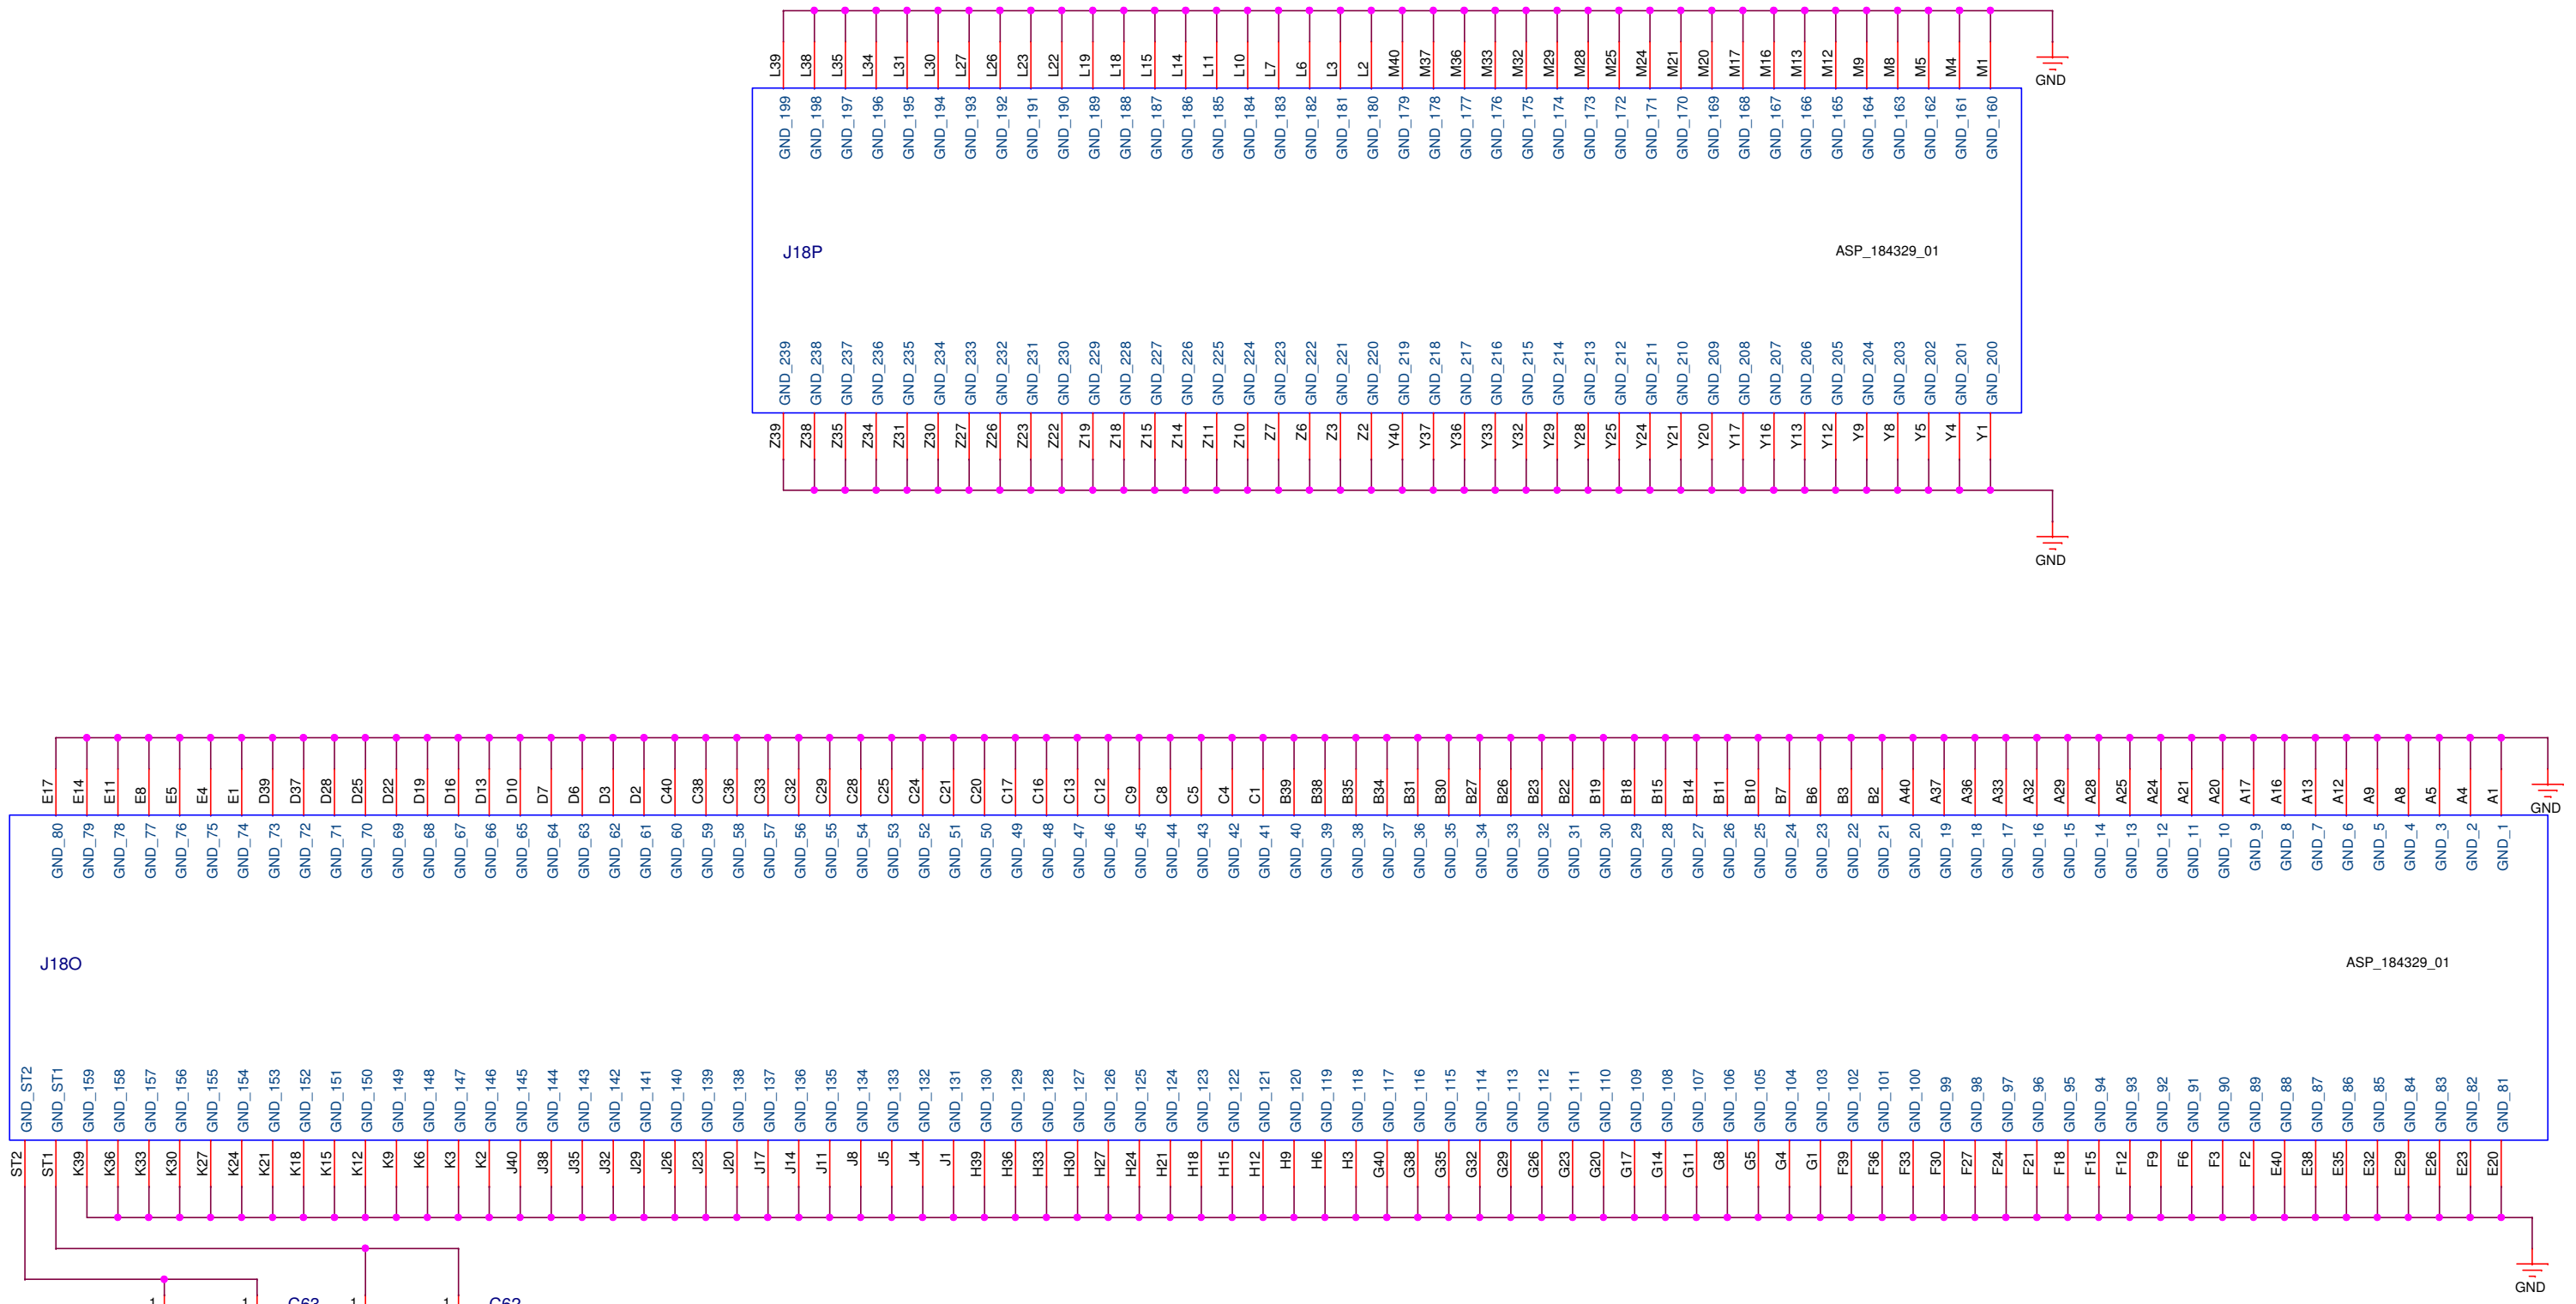 L39 L38 L35 L34 L31 L30 L27 L26 L23 L22 L19 L18 L15 L14 L11 L10 L7 L6 L3 L2 M40 M37 M36 M33 M32 M29 M28 M25 M24 M21 M20 M17 M16 M13 M12 M9 M8 M5 M4 M1
GND
GND_199 GND_198 GND_197 GND_196 GND_195 GND_194 GND_193 GND_192 GND_191 GND_190 GND_189 GND_188 GND_187 GND_186 GND_185 GND_184 GND_183 GND_182 GND_181 GND_180 GND_179 GND_178 GND_177 GND_176 GND_175 GND_174 GND_173 GND_172 GND_171 GND_170 GND_169 GND_168 GND_167 GND_166 GND_165 GND_164 GND_163 GND_162 GND_161 GND_160
J18P ASP_184329_01
GND_239 GND_238 GND_237 GND_236 GND_235 GND_234 GND_233 GND_232 GND_231 GND_230 GND_229 GND_228 GND_227 GND_226 GND_225 GND_224 GND_223 GND_222 GND_221 GND_220 GND_219 GND_218 GND_217 GND_216 GND_215 GND_214 GND_213 GND_212 GND_211 GND_210 GND_209 GND_208 GND_207 GND_206 GND_205 GND_204 GND_203 GND_202 GND_201 GND_200
Z39 Z38 Z35 Z34 Z31 Z30 Z27 Z26 Z23 Z22 Z19 Z18 Z15 Z14 Z11 Z10 Z7 Z6 Z3 Z2 Y40 Y37 Y36 Y33 Y32 Y29 Y28 Y25 Y24 Y21 Y20 Y17 Y16 Y13 Y12 Y9 Y8 Y5 Y4 Y1
GND
E17 E14 E11 E8 E5 E4 E1 D39 D37 D28 D25 D22 D19 D16 D13 D10 D7 D6 D3 D2 C40 C38 C36 C33 C32 C29 C28 C25 C24 C21 C20 C17 C16 C13 C12 C9 C8 C5 C4 C1 B39 B38 B35 B34 B31 B30 B27 B26 B23 B22 B19 B18 B15 B14 B11 B10 B7 B6 B3 B2 A40 A37 A36 A33 A32 A29 A28 A25 A24 A21 A20 A17 A16 A13 A12 A9 A8 A5 A4 A1
GND
GND_80 GND_79 GND_78 GND_77 GND_76 GND_75 GND_74 GND_73 GND_72 GND_71 GND_70 GND_69 GND_68 GND_67 GND_66 GND_65 GND_64 GND_63 GND_62 GND_61 GND_60 GND_59 GND_58 GND_57 GND_56 GND_55 GND_54 GND_53 GND_52 GND_51 GND_50 GND_49 GND_48 GND_47 GND_46 GND_45 GND_44 GND_43 GND_42 GND_41 GND_40 GND_39 GND_38 GND_37 GND_36 GND_35 GND_34 GND_33 GND_32 GND_31 GND_30 GND_29 GND_28 GND_27 GND_26 GND_25 GND_24 GND_23 GND_22 GND_21 GND_20 GND_19 GND_18 GND_17 GND_16 GND_15 GND_14 GND_13 GND_12 GND_11 GND_10 GND_9 GND_8 GND_7 GND_6 GND_5 GND_4 GND_3 GND_2 GND_1
J18O ASP_184329_01
GND_ST2 GND_ST1 GND_159 GND_158 GND_157 GND_156 GND_155 GND_154 GND_153 GND_152 GND_151 GND_150 GND_149 GND_148 GND_147 GND_146 GND_145 GND_144 GND_143 GND_142 GND_141 GND_140 GND_139 GND_138 GND_137 GND_136 GND_135 GND_134 GND_133 GND_132 GND_131 GND_130 GND_129 GND_128 GND_127 GND_126 GND_125 GND_124 GND_123 GND_122 GND_121 GND_120 GND_119 GND_118 GND_117 GND_116 GND_115 GND_114 GND_113 GND_112 GND_111 GND_110 GND_109 GND_108 GND_107 GND_106 GND_105 GND_104 GND_103 GND_102 GND_101 GND_100 GND_99 GND_98 GND_97 GND_96 GND_95 GND_94 GND_93 GND_92 GND_91 GND_90 GND_89 GND_88 GND_87 GND_86 GND_85 GND_84 GND_83 GND_82 GND_81
ST2 ST1 K39 K36 K33 K30 K27 K24 K21 K18 K15 K12 K9 K6 K3 K2 J40 J38 J35 J32 J29 J26 J23 J20 J17 J14 J11 J8 J5 J4 J1 H39 H36 H33 H30 H27 H24 H21 H18 H15 H12 H9 H6 H3 G40 G38 G35 G32 G29 G26 G23 G20 G17 G14 G11 G8 G5 G4 G1 F39 F36 F33 F30 F27 F24 F21 F18 F15 F12 F9 F6 F3 F2 E40 E38 E35 E32 E29 E26 E23 E20
GND
1 1 C63 1 1 C62